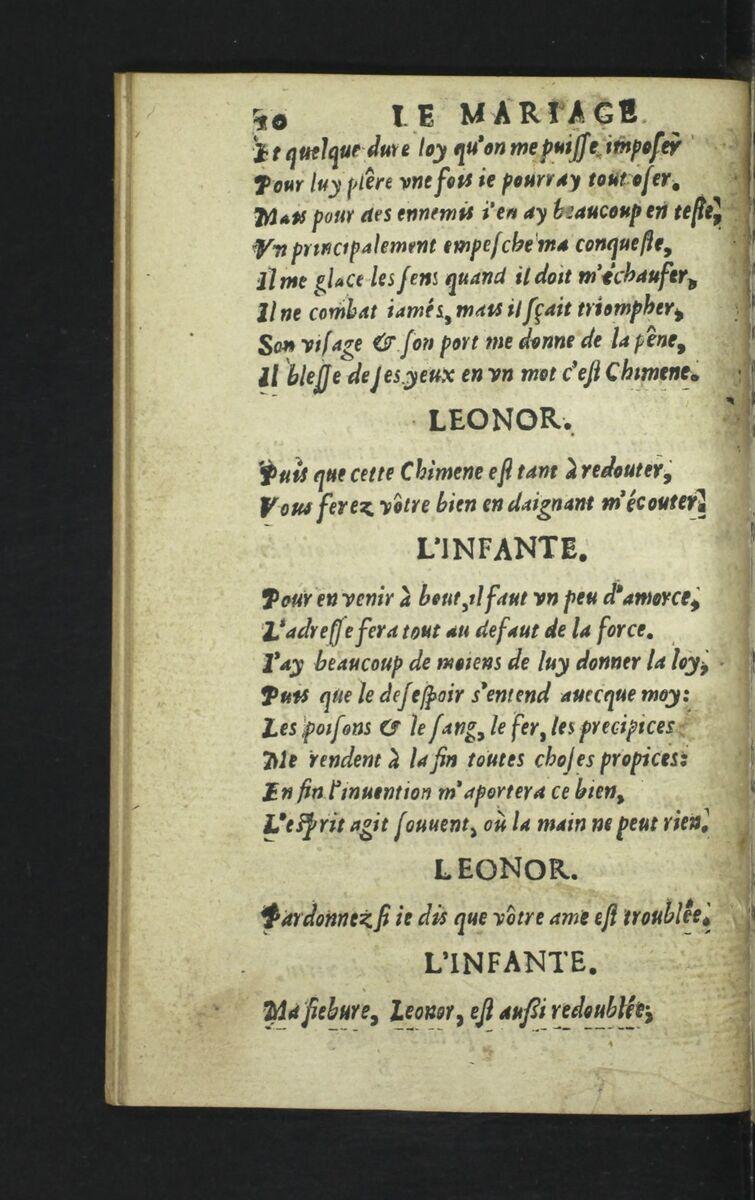 10 LE MARIAGE
Et quelque dure loy qu'on me puisse imposer
Pour luy plêre vne fois ie pourray tout oser.
Mais pour des ennemis i'en ay beaucoup en teste,
Vn principalement empesche ma conqueste,
Il me glace les sens quand il doit m'échaufer,
Il ne combat iamés, mais il sçait triompher,
Son visage & son port me donne de la pêne,
Il blesse de ses yeux en vn mot c'est Chimene.
LEONOR.
Puis que cette Chimene est tant à redouter,
Vous ferez vôtre bien en daignant m'écouter.
L'INFANTE.
Pour en venir à bout, il faut vn peu d'amorce,
L'adresse fera tout au defaut de la force.
I'ay beaucoup de moiens de luy donner la loy,
Puis que le desespoir s'entend auecque moy:
Les poisons & le sang, le fer, les precipices
Me rendent à la fin toutes choses propices:
En fin l'inuention m'aportera ce bien,
L'esprit agit souuent, où la main ne peut rien.
LEONOR.
Pardonnez si ie dis que vôtre ame est troublée.
L'INFANTE.
Ma fiebure, Leonor, est aussi redoublée,